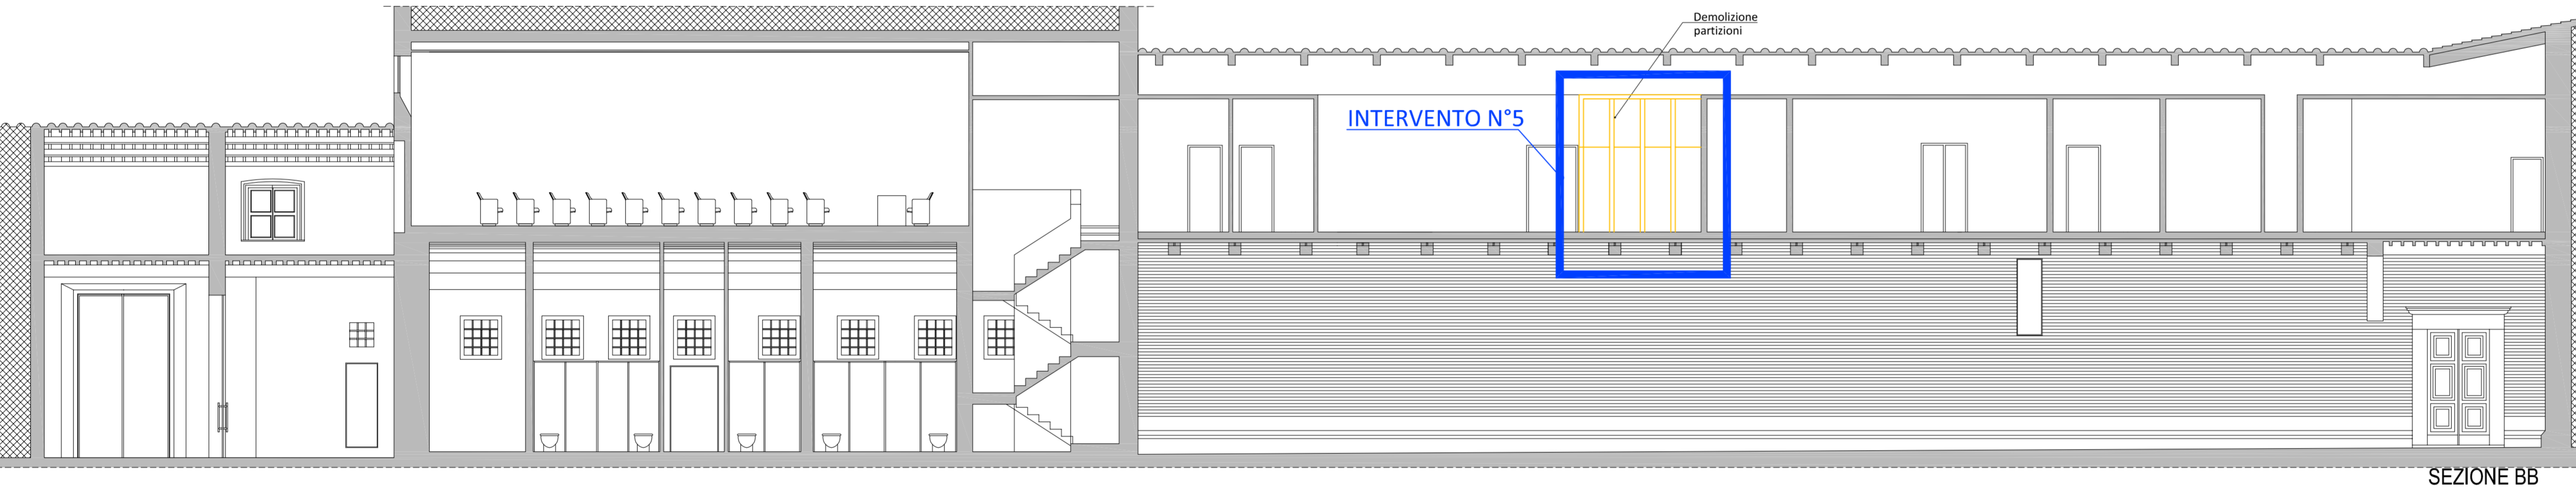 Demolizione
partizioni
INTERVENTO N°5
SEZIONE BB